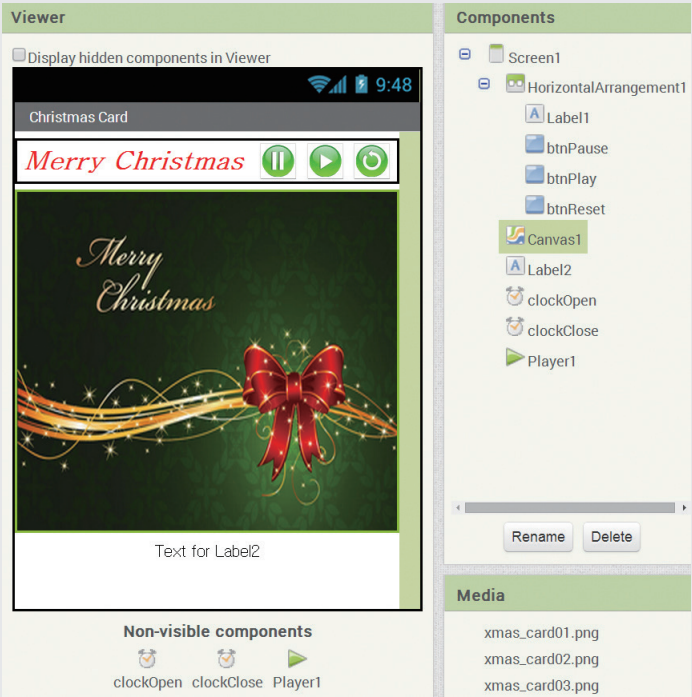 Viewer
Display hidden components in Viewer
9:48
Christmas Card
Merry Christmas
Merry
Christmas
Text for Label2
Non-visible components
clockOpen clockClose Player1
Components
Screen1
HorizontalArrangement1
A Label1
btnPause
btnPlay
btnReset
Canvas1
A Label2
clockOpen
clockClose
Player1
Rename Delete
Media
xmas_card01.png
xmas_card02.png
xmas_card03.png